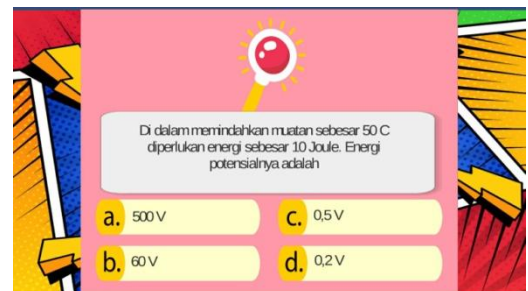 Di dalam memindahkan muatan sebesar 50 C
diperlukan energi sebesar 10 Joule. Energi
potensialnya adalah
a. 500 V
c. 0,5 V
b. 60 V
d. 0,2 V